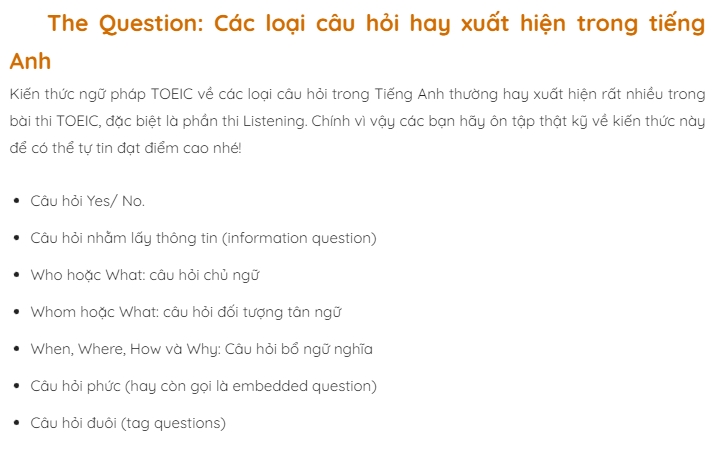 The Question: Các loại câu hỏi hay xuất hiện trong tiếng
Anh
Kiến thức ngữ pháp TOEIC về các loại câu hỏi trong Tiếng Anh thường hay xuất hiện rất nhiều trong
bài thi TOEIC, đặc biệt là phần thi Listening. Chính vì vậy các bạn hãy ôn tập thật kỹ về kiến thức này
để có thể tự tin đạt điểm cao nhé!
• Câu hỏi Yes/ No.
• Câu hỏi nhằm lấy thông tin (information question)
• Who hoặc What: câu hỏi chủ ngữ
• Whom hoặc What: câu hỏi đối tượng tân ngữ
• When, Where, How và Why: Câu hỏi bổ ngữ nghĩa
• Câu hỏi phức (hay còn gọi là embedded question)
• Câu hỏi đuôi (tag questions)